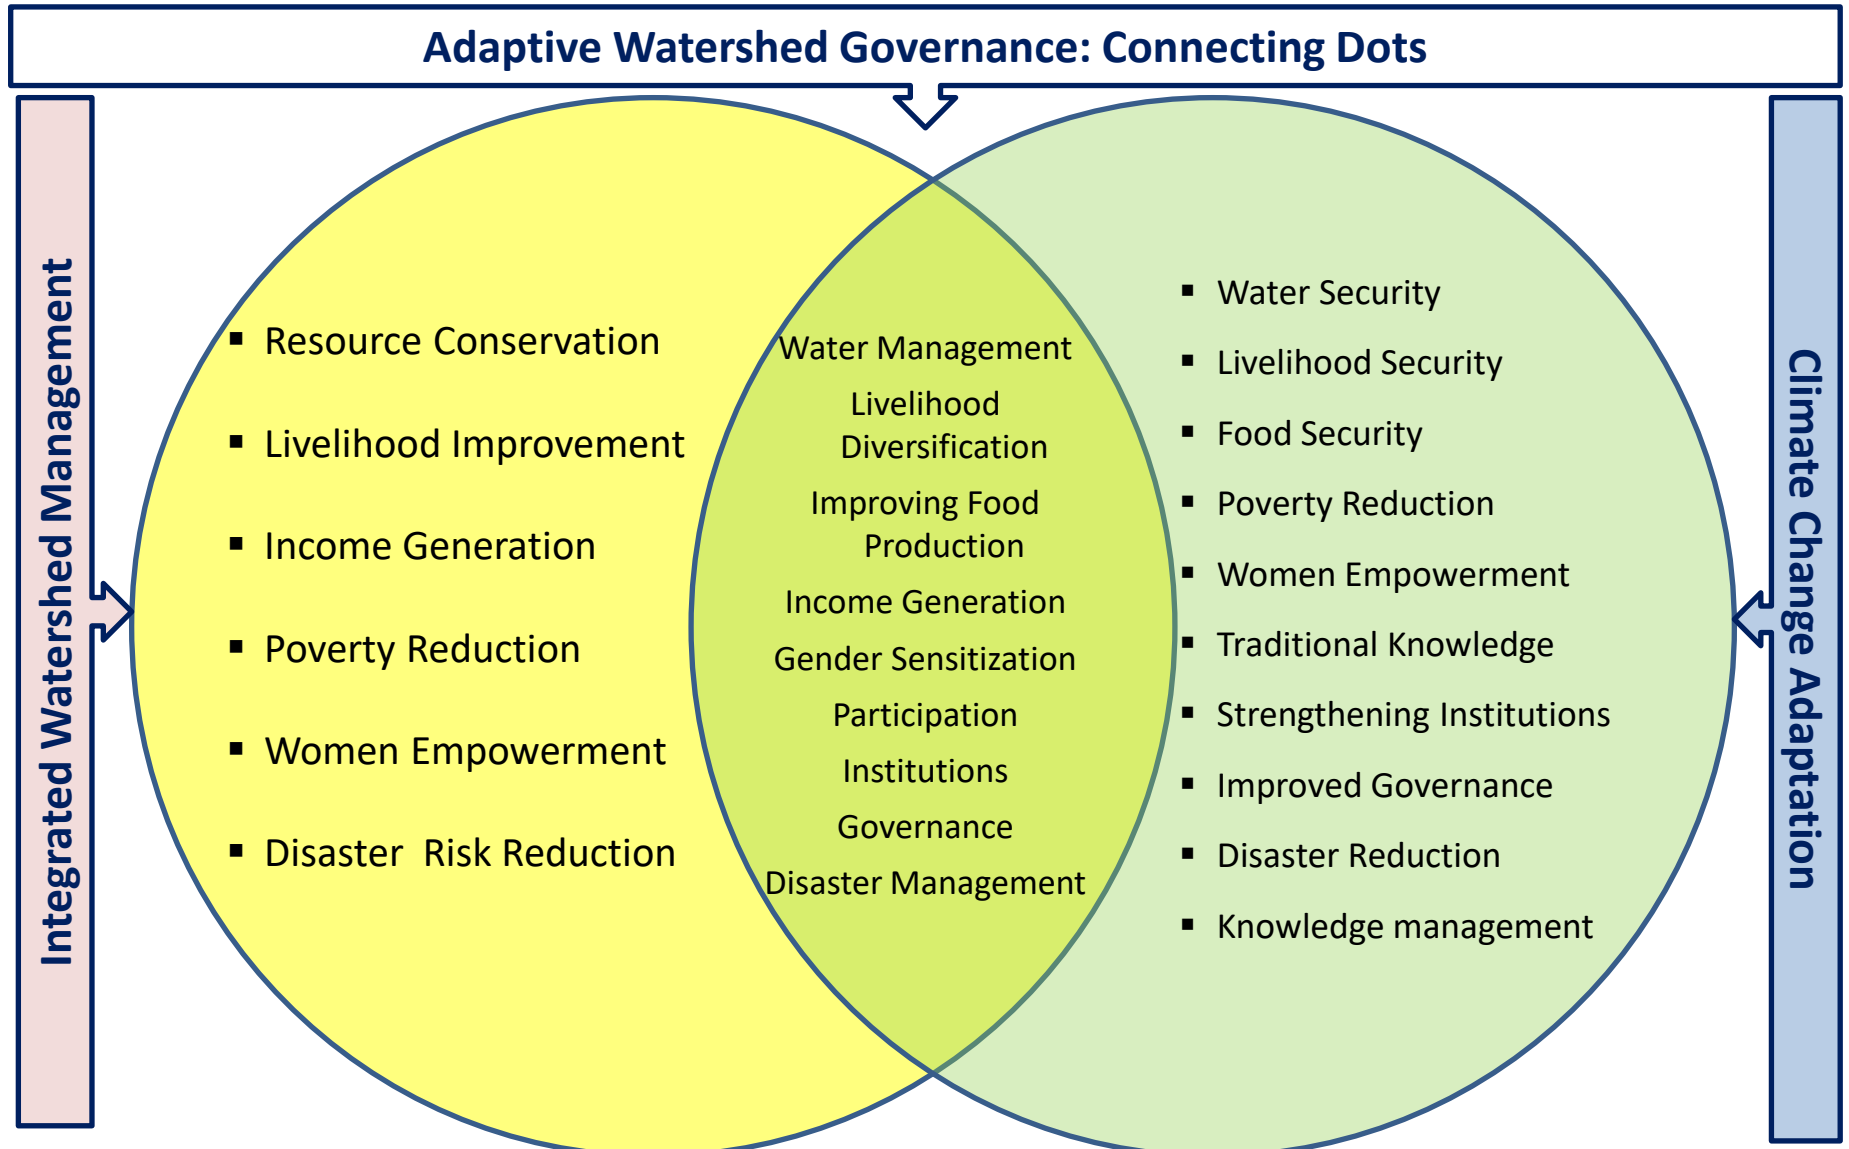 Adaptive Watershed Governance: Connecting Dots
Integrated Watershed Management
▪ Resource Conservation
▪ Livelihood Improvement
▪ Income Generation
▪ Poverty Reduction
▪ Women Empowerment
▪ Disaster  Risk Reduction
Water Management
Livelihood
Diversification
Improving Food
Production
Income Generation
Gender Sensitization
Participation
Institutions
Governance
Disaster Management
▪ Water Security
▪ Livelihood Security
▪ Food Security
▪ Poverty Reduction
▪ Women Empowerment
▪ Traditional Knowledge
▪ Strengthening Institutions
▪ Improved Governance
▪ Disaster Reduction
▪ Knowledge management
Climate Change Adaptation